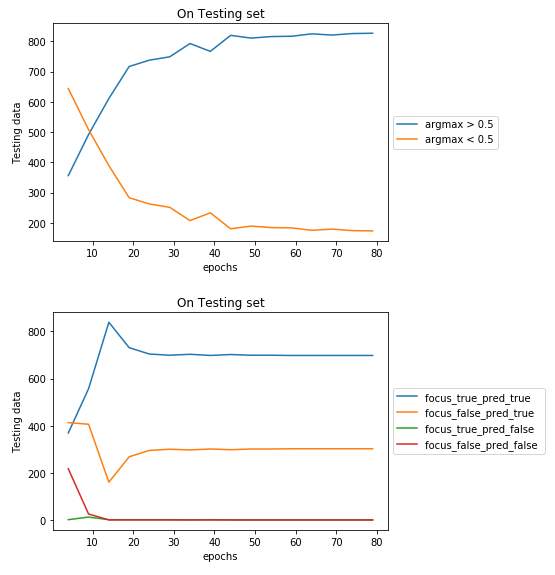 On Testing set
800
700
600
500
400
300
200
Testing data
10 20 30 40 50 60 70 80
epochs
argmax > 0.5
argmax < 0.5
On Testing set
800
600
400
200
0
Testing data
10 20 30 40 50 60 70 80
epochs
focus_true_pred_true
focus_false_pred_true
focus_true_pred_false
focus_false_pred_false